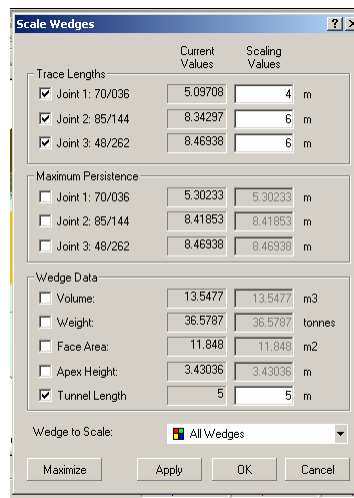 Scale Wedges ? X
Current Values Scaling Values
Trace Lengths
Joint 1: 70/036 5.09708 4 m
Joint 2: 85/144 8.34297 6 m
Joint 3: 48/262 8.46938 6 m
Maximum Persistence
Joint 1: 70/036 5.30233 5.30233 m
Joint 2: 85/144 8.41853 8.41853 m
Joint 3: 48/262 8.46938 8.46938 m
Wedge Data
Volume: 13.5477 13.5477 m3
Weight: 36.5787 36.5787 tonnes
Face Area: 11.848 11.848 m2
Apex Height: 3.43036 3.43036 m
Tunnel Length 5 5 m
Wedge to Scale: All Wedges
Maximize Apply OK Cancel